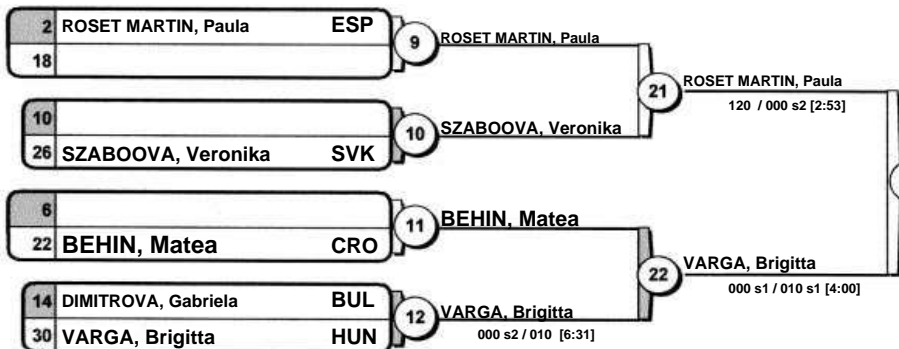 2 ROSET MARTIN, Paula ESP
18
9
ROSET MARTIN, Paula
10
26 SZABOOVA, Veronika SVK
10
SZABOOVA, Veronika
21
ROSET MARTIN, Paula
120 / 000 s2 [2:53]
6
22 BEHIN, Matea CRO
11
BEHIN, Matea
14 DIMITROVA, Gabriela BUL
30 VARGA, Brigitta HUN
12
VARGA, Brigitta
000 s2 / 010 [6:31]
22
VARGA, Brigitta
000 s1 / 010 s1 [4:00]